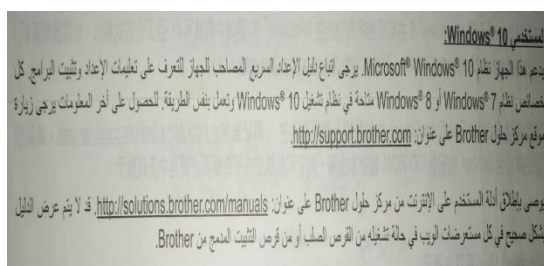 لمستخدمي Windows® 10:
يدعم هذا الجهاز نظام Microsoft® Windows® 10. يرجى اتباع دليل الإعداد السريع المصاحب للجهاز للتعرف على تعليمات الإعداد وتثبيت البرامج. كل
خصائص نظام Windows® 7 أو Windows® 8 متاحة في نظام تشغيل Windows® 10 وتعمل بنفس الطريقة. للحصول على آخر المعلومات يرجى زيارة
موقع مركز حلول Brother على عنوان: http://support.brother.com.
يوصى بإطلاق أدلة المستخدم على الإنترنت من مركز حلول Brother على عنوان: http://solutions.brother.com/manuals. قد لا يتم عرض الدليل
بشكل صحيح في كل مستعرضات الويب في حالة تشغيله من القرص الصلب أو من قرص التثبيت المدمج من Brother.